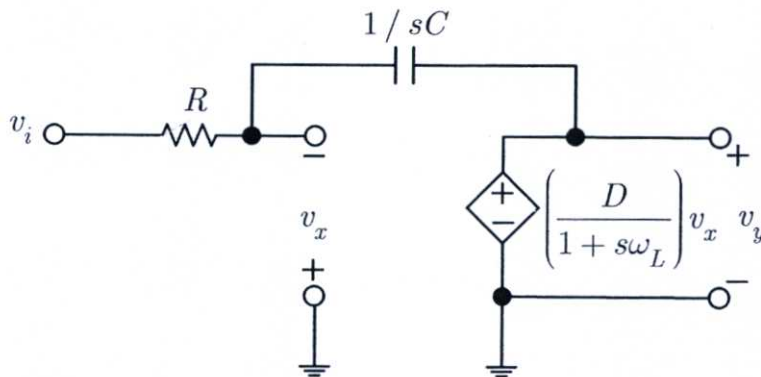 1 / sC
R
v_i
−
+
+
−
(D / (1 + sω_L)) v_x
v_x
v_y
+
−